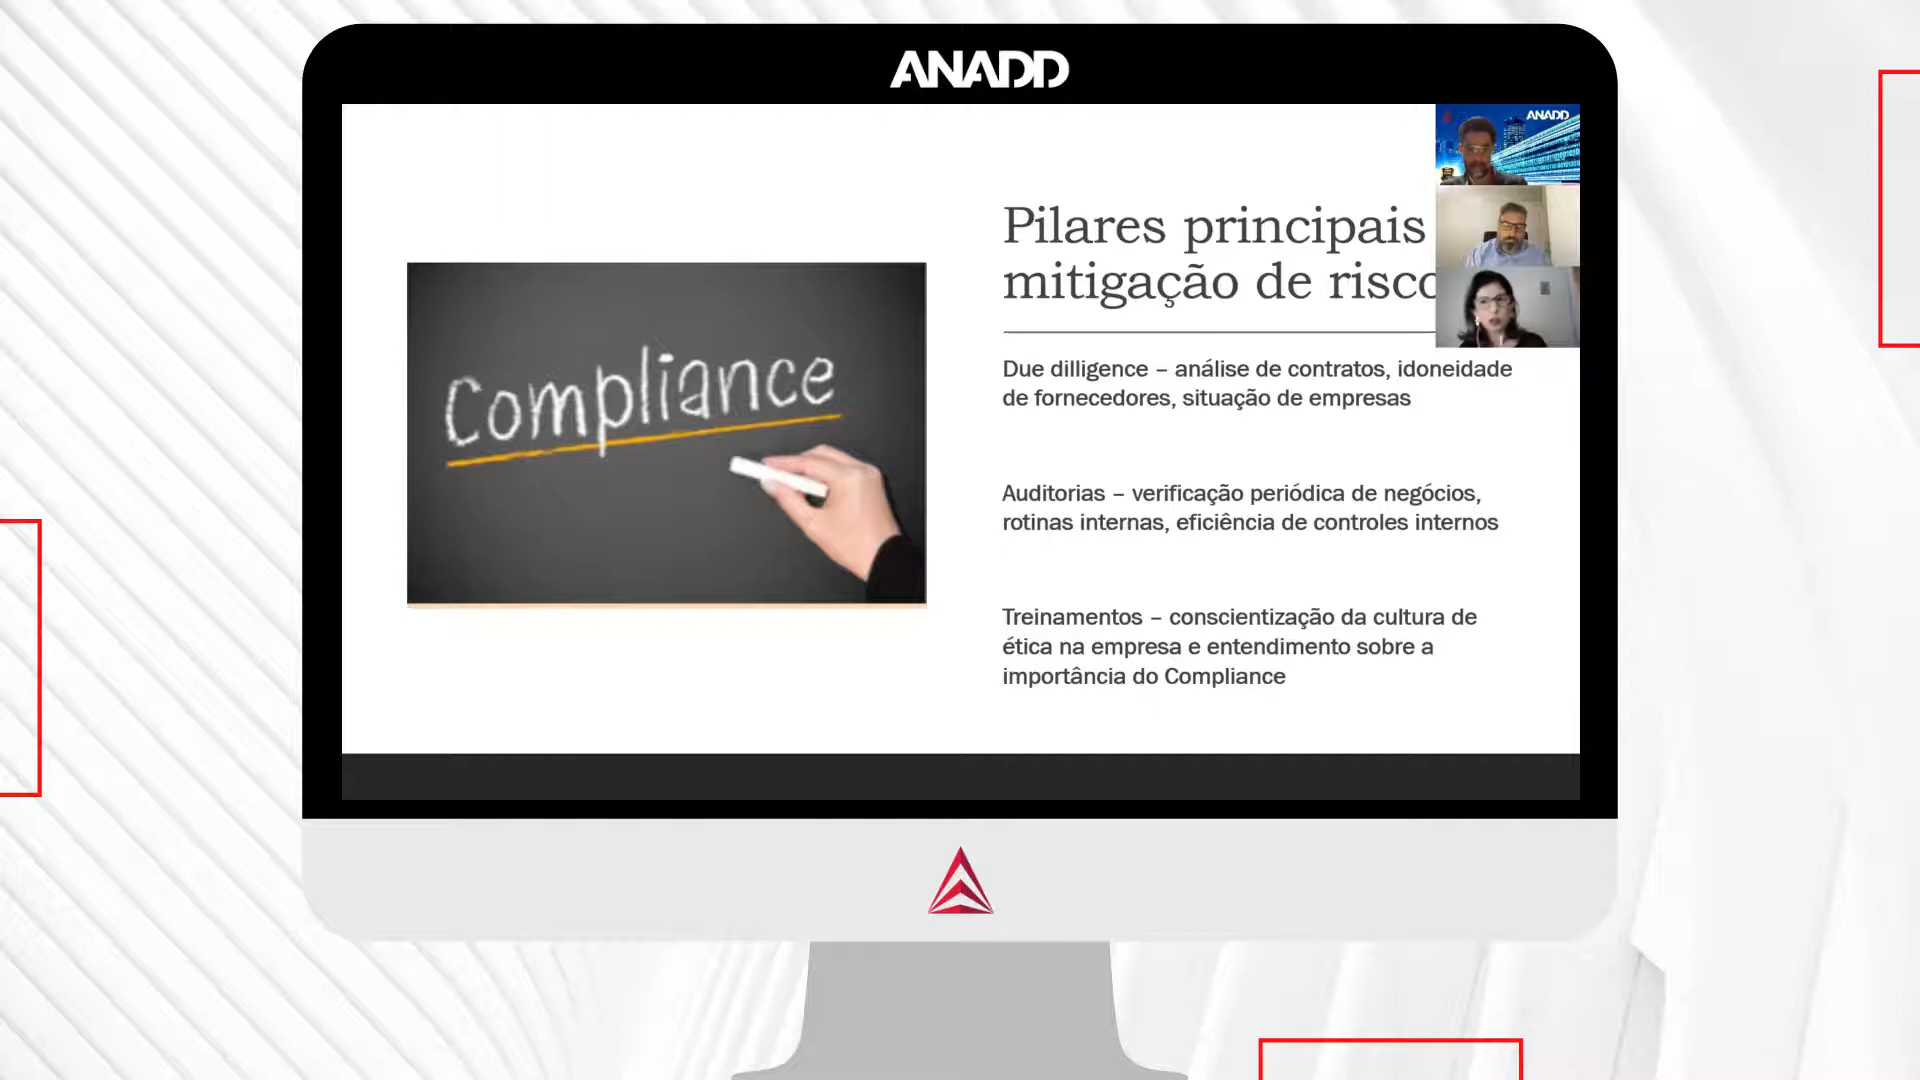 ANADD
ANADD
Pilares principais
mitigação de risco
Compliance
Due dilligence – análise de contratos, idoneidade
de fornecedores, situação de empresas
Auditorias – verificação periódica de negócios,
rotinas internas, eficiência de controles internos
Treinamentos – conscientização da cultura de
ética na empresa e entendimento sobre a
importância do Compliance